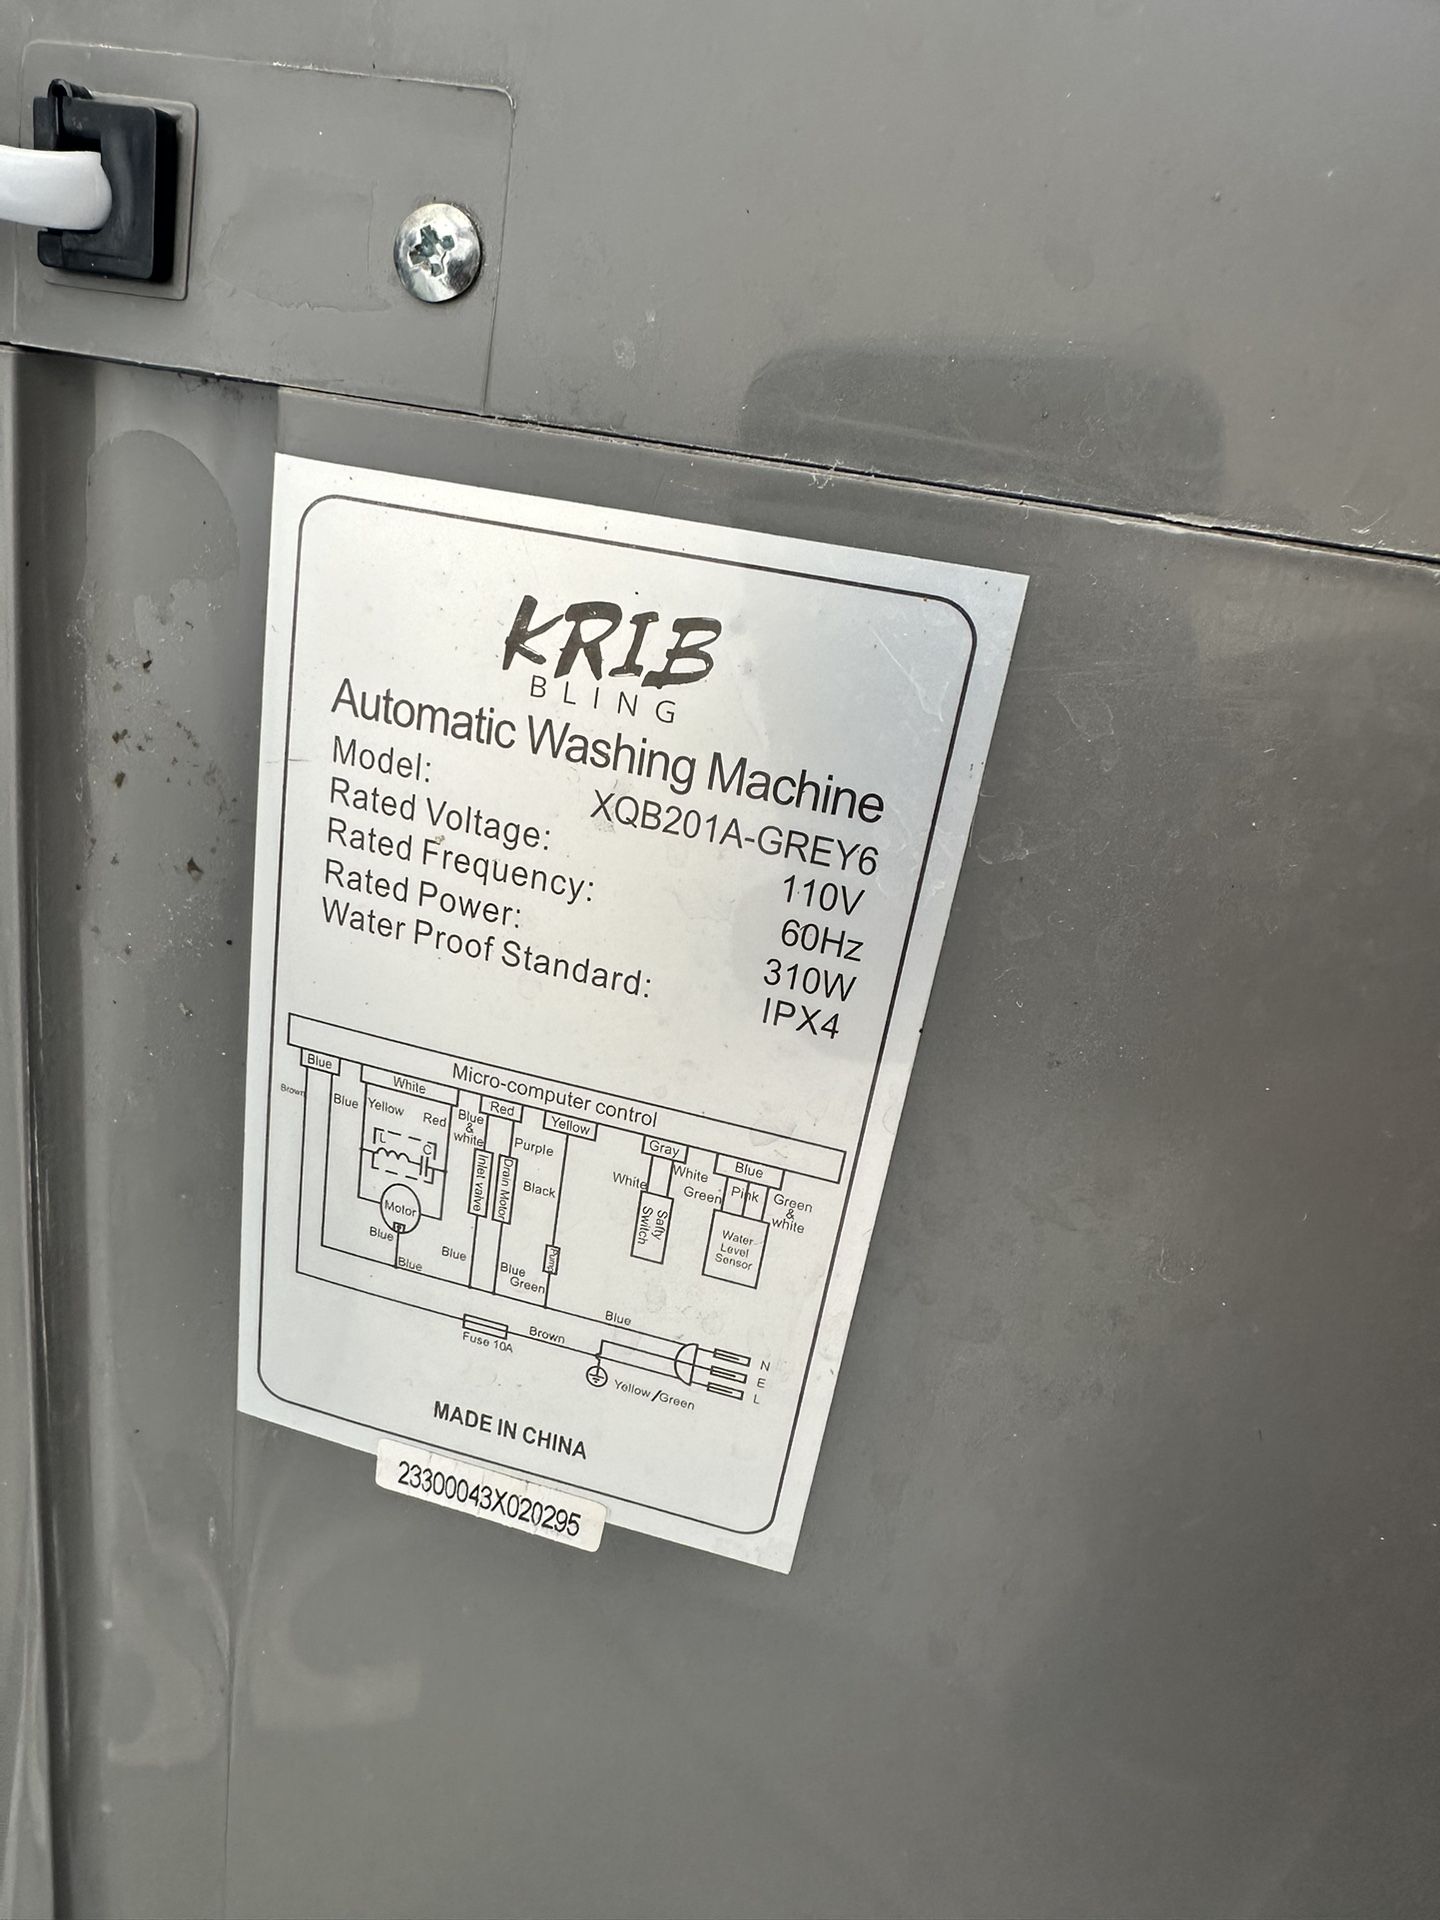 KRIB
BLING
Automatic Washing Machine
Model: XQB201A-GREY6
Rated Voltage: 110V
Rated Frequency: 60Hz
Rated Power: 310W
Water Proof Standard: IPX4
Micro-computer control
Blue White Red Yellow Gray Blue
Brown Blue Yellow Red Blue & white Purple Black White White Green Pink Green & white
L C
Motor Inlet valve Drain Motor Pump Safty Switch Water Level Sensor
Blue Blue Blue Blue Green
Blue
Fuse 10A Brown
Yellow/Green
N
E
L
MADE IN CHINA
23300043X020295